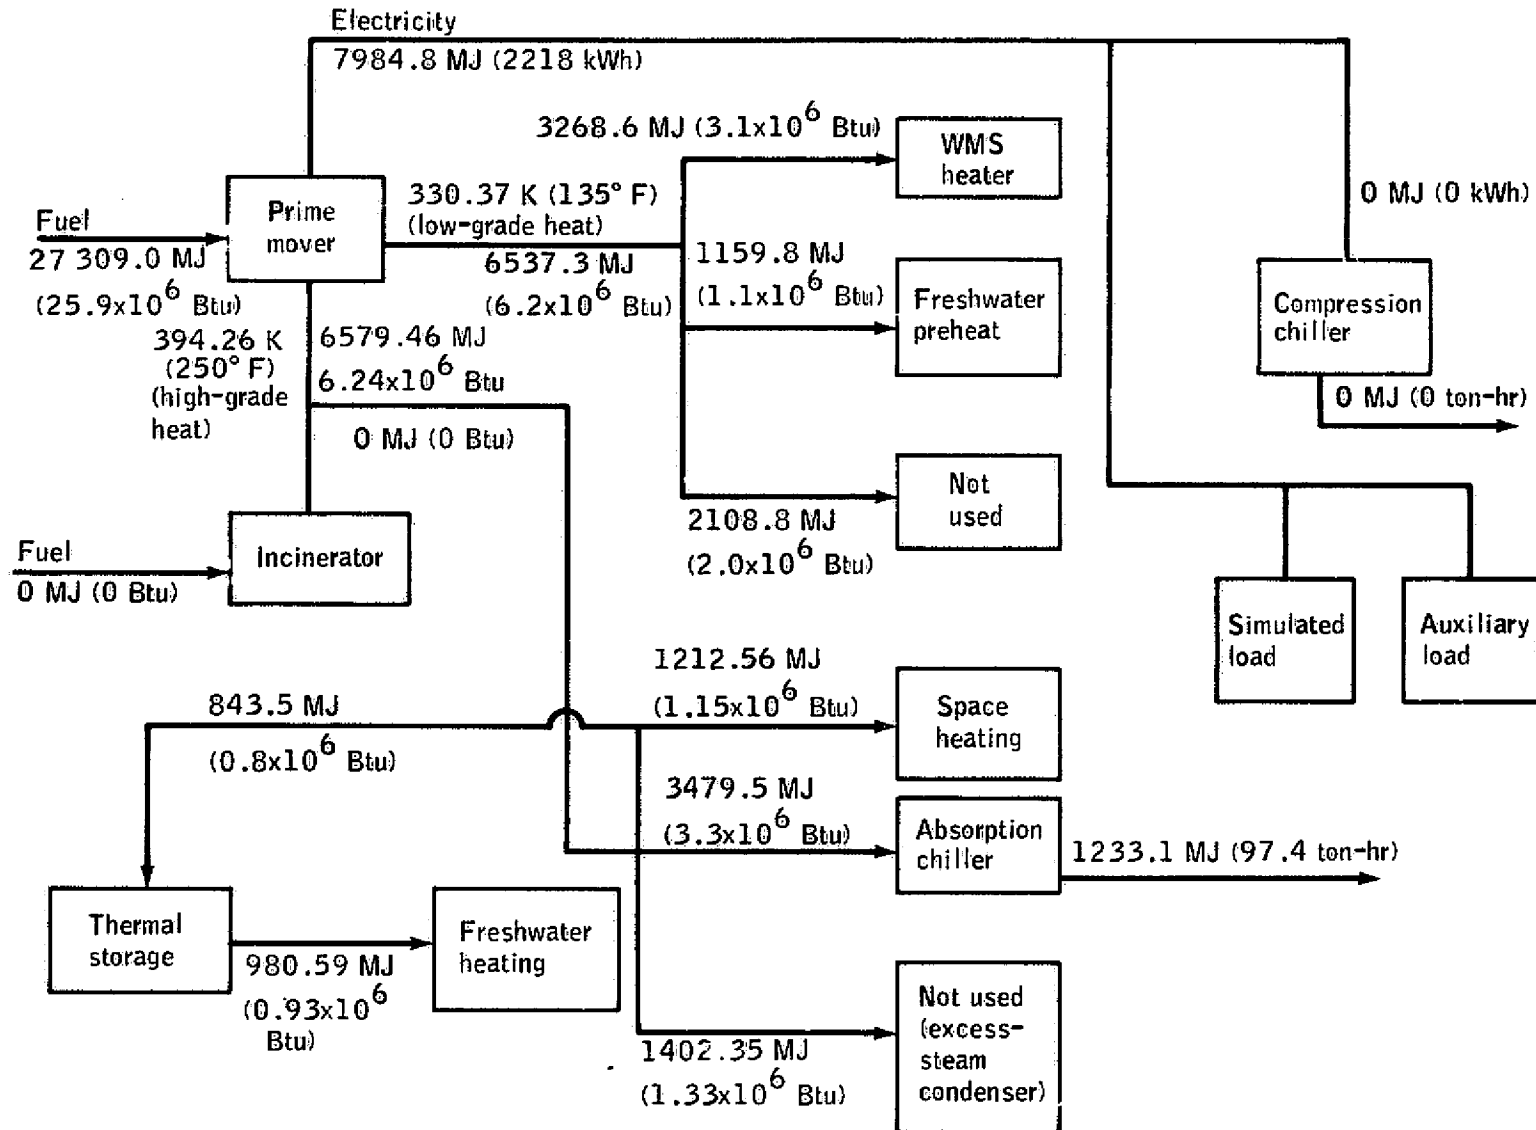 Electricity
7984.8 MJ (2218 kWh)
3268.6 MJ (3.1x10^6 Btu)
WMS
heater
0 MJ (0 kWh)
Fuel
27 309.0 MJ
(25.9x10^6 Btu)
Prime
mover
330.37 K (135° F)
(low-grade heat)
6537.3 MJ
(6.2x10^6 Btu)
1159.8 MJ
(1.1x10^6 Btu)
Freshwater
preheat
Compression
chiller
0 MJ (0 ton-hr)
394.26 K
(250° F)
(high-grade
heat)
6579.46 MJ
6.24x10^6 Btu
0 MJ (0 Btu)
Not
used
2108.8 MJ
(2.0x10^6 Btu)
Fuel
0 MJ (0 Btu)
Incinerator
Simulated
load
Auxiliary
load
843.5 MJ
(0.8x10^6 Btu)
1212.56 MJ
(1.15x10^6 Btu)
Space
heating
3479.5 MJ
(3.3x10^6 Btu)
Absorption
chiller
1233.1 MJ (97.4 ton-hr)
Thermal
storage
980.59 MJ
(0.93x10^6
Btu)
Freshwater
heating
1402.35 MJ
(1.33x10^6 Btu)
Not used
(excess-
steam
condenser)